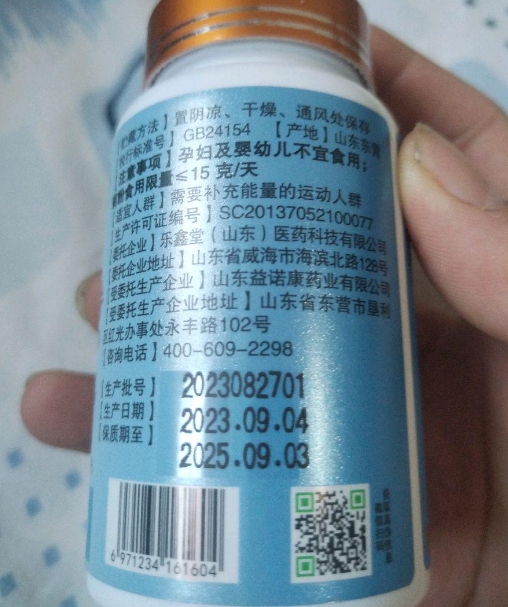 【贮藏方法】置阴凉、干燥、通风处保存
【执行标准号】GB24154 【产地】山东东营
【注意事项】孕妇及婴幼儿不宜食用;
食用限量≤15 克/天
【适宜人群】需要补充能量的运动人群
【生产许可证编号】SC20137052100077
【委托企业】乐鑫堂(山东)医药科技有限公司
【委托企业地址】山东省威海市海滨北路128号
【受委托生产企业】山东益诺康药业有限公司
【受委托生产企业地址】山东省东营市垦利
区红光办事处永丰路102号
【咨询电话】400-609-2298
【生产批号】 2023082701
【生产日期】 2023.09.04
【保质期至】 2025.09.03
6 971234 161604